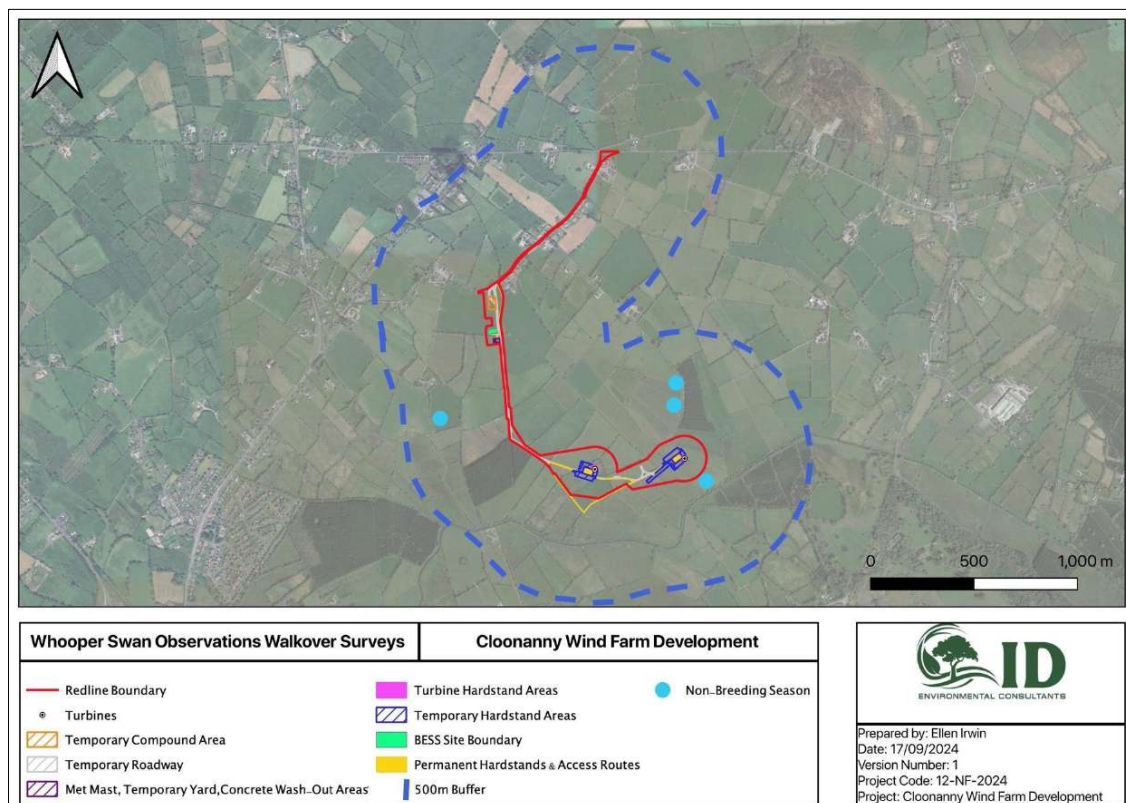 0 500 1,000 m
Whooper Swan Observations Walkover Surveys
Cloonanny Wind Farm Development
Redline Boundary
Turbines
Temporary Compound Area
Temporary Roadway
Met Mast, Temporary Yard,Concrete Wash-Out Areas
Turbine Hardstand Areas
Temporary Hardstand Areas
BESS Site Boundary
Permanent Hardstands & Access Routes
500m Buffer
Non-Breeding Season
ID
ENVIRONMENTAL CONSULTANTS
Prepared by: Ellen Irwin
Date: 17/09/2024
Version Number: 1
Project Code: 12-NF-2024
Project: Cloonanny Wind Farm Development